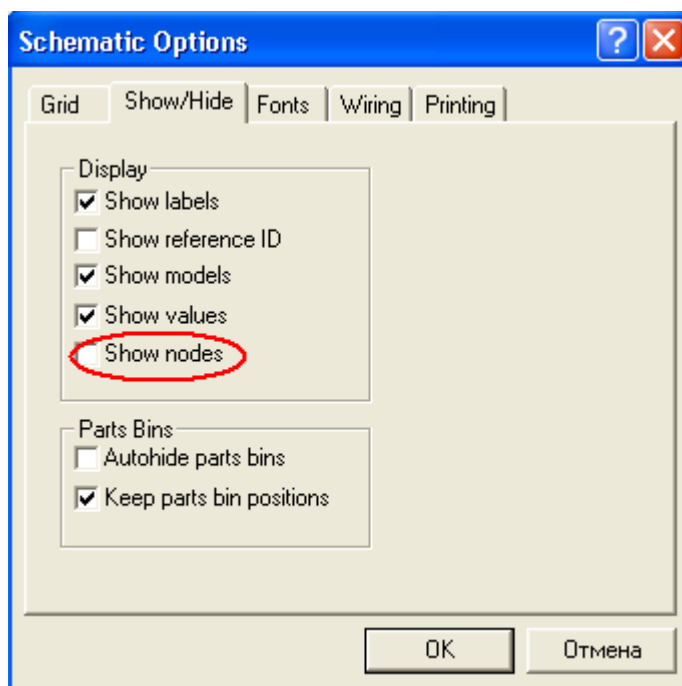 Schematic Options
Grid Show/Hide Fonts Wiring Printing
Display
Show labels
Show reference ID
Show models
Show values
Show nodes
Parts Bins
Autohide parts bins
Keep parts bin positions
OK Отмена